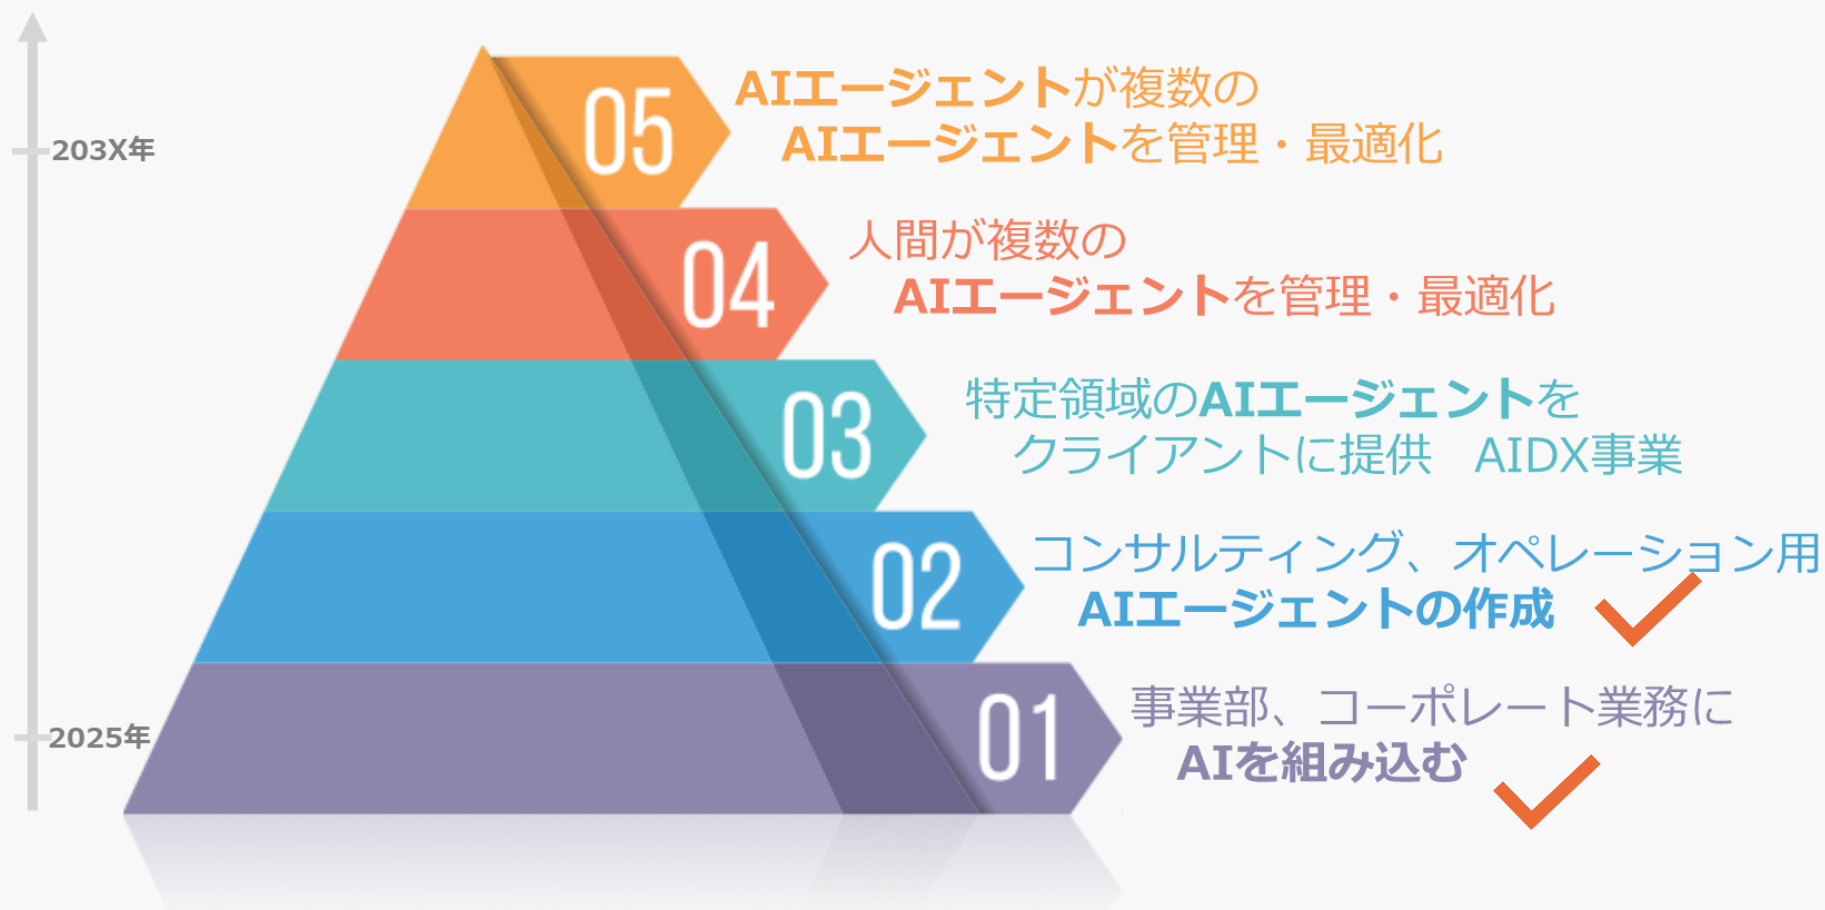 203X年
05
AIエージェントが複数の
AIエージェントを管理・最適化
04
人間が複数の
AIエージェントを管理・最適化
03
特定領域のAIエージェントを
クライアントに提供　AIDX事業
02
コンサルティング、オペレーション用
AIエージェントの作成
2025年
01
事業部、コーポレート業務に
AIを組み込む